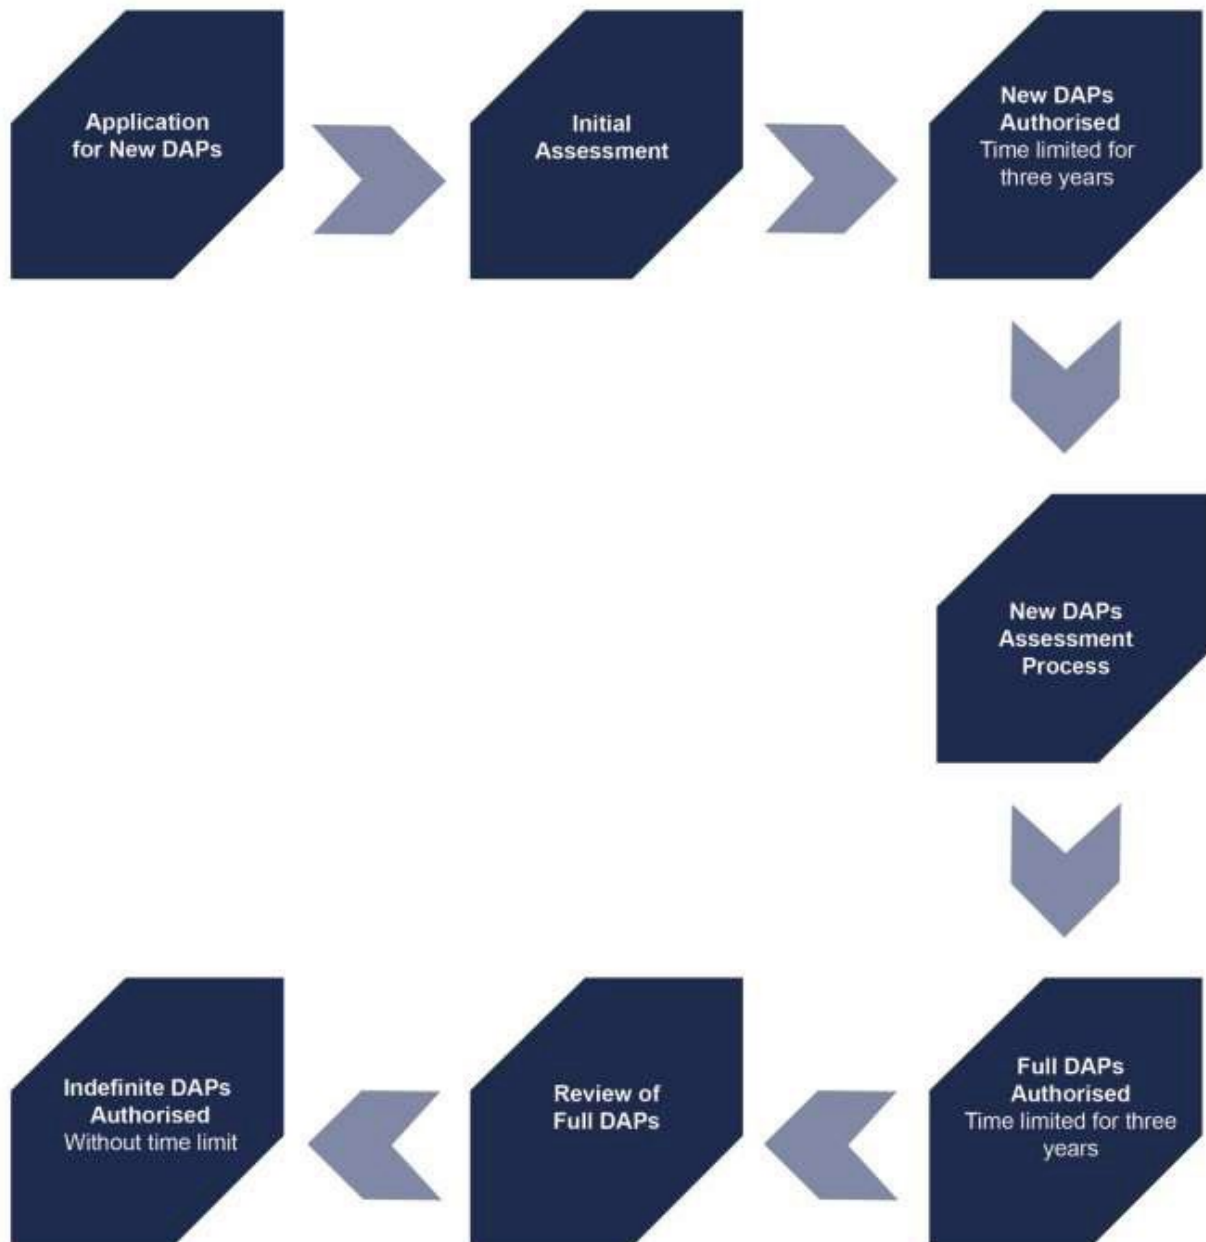 Application
for New DAPs
Initial
Assessment
New DAPs
Authorised
Time limited for
three years
New DAPs
Assessment
Process
Full DAPs
Authorised
Time limited for three
years
Review of
Full DAPs
Indefinite DAPs
Authorised
Without time limit